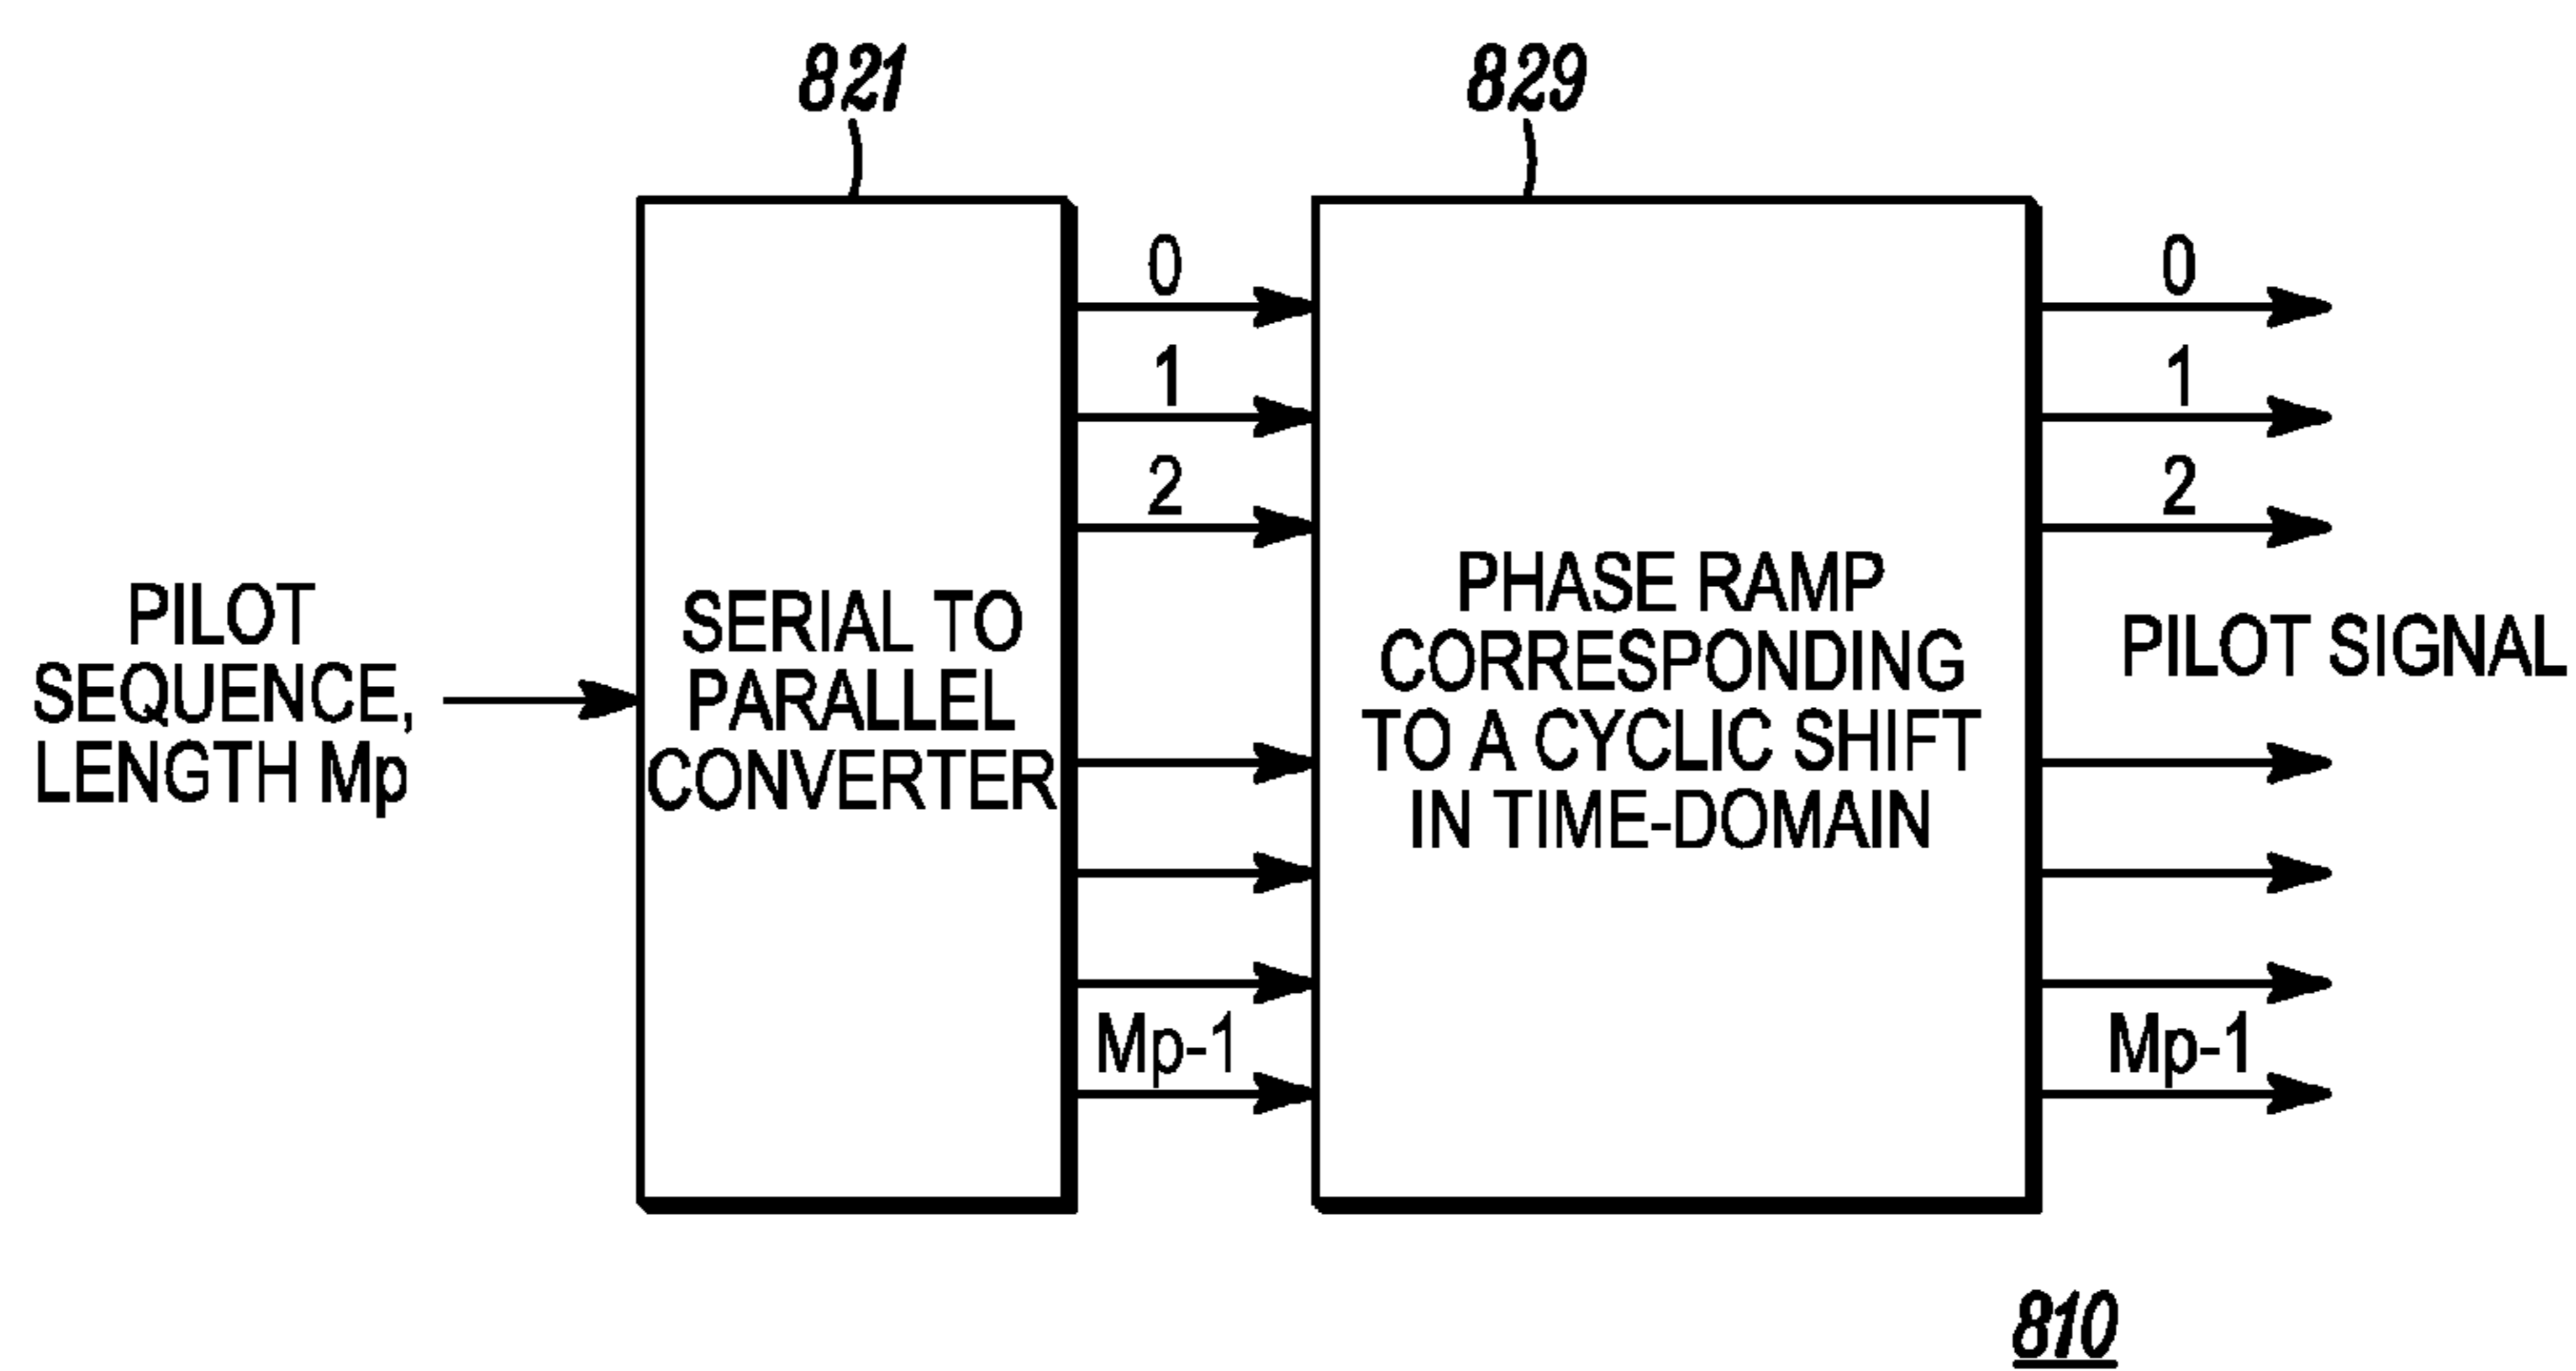 821
829
0
0
1
1
2
2
PILOT
SEQUENCE,
LENGTH Mp
SERIAL TO
PARALLEL
CONVERTER
PHASE RAMP
CORRESPONDING
TO A CYCLIC SHIFT
IN TIME-DOMAIN
PILOT SIGNAL
Mp-1
Mp-1
810